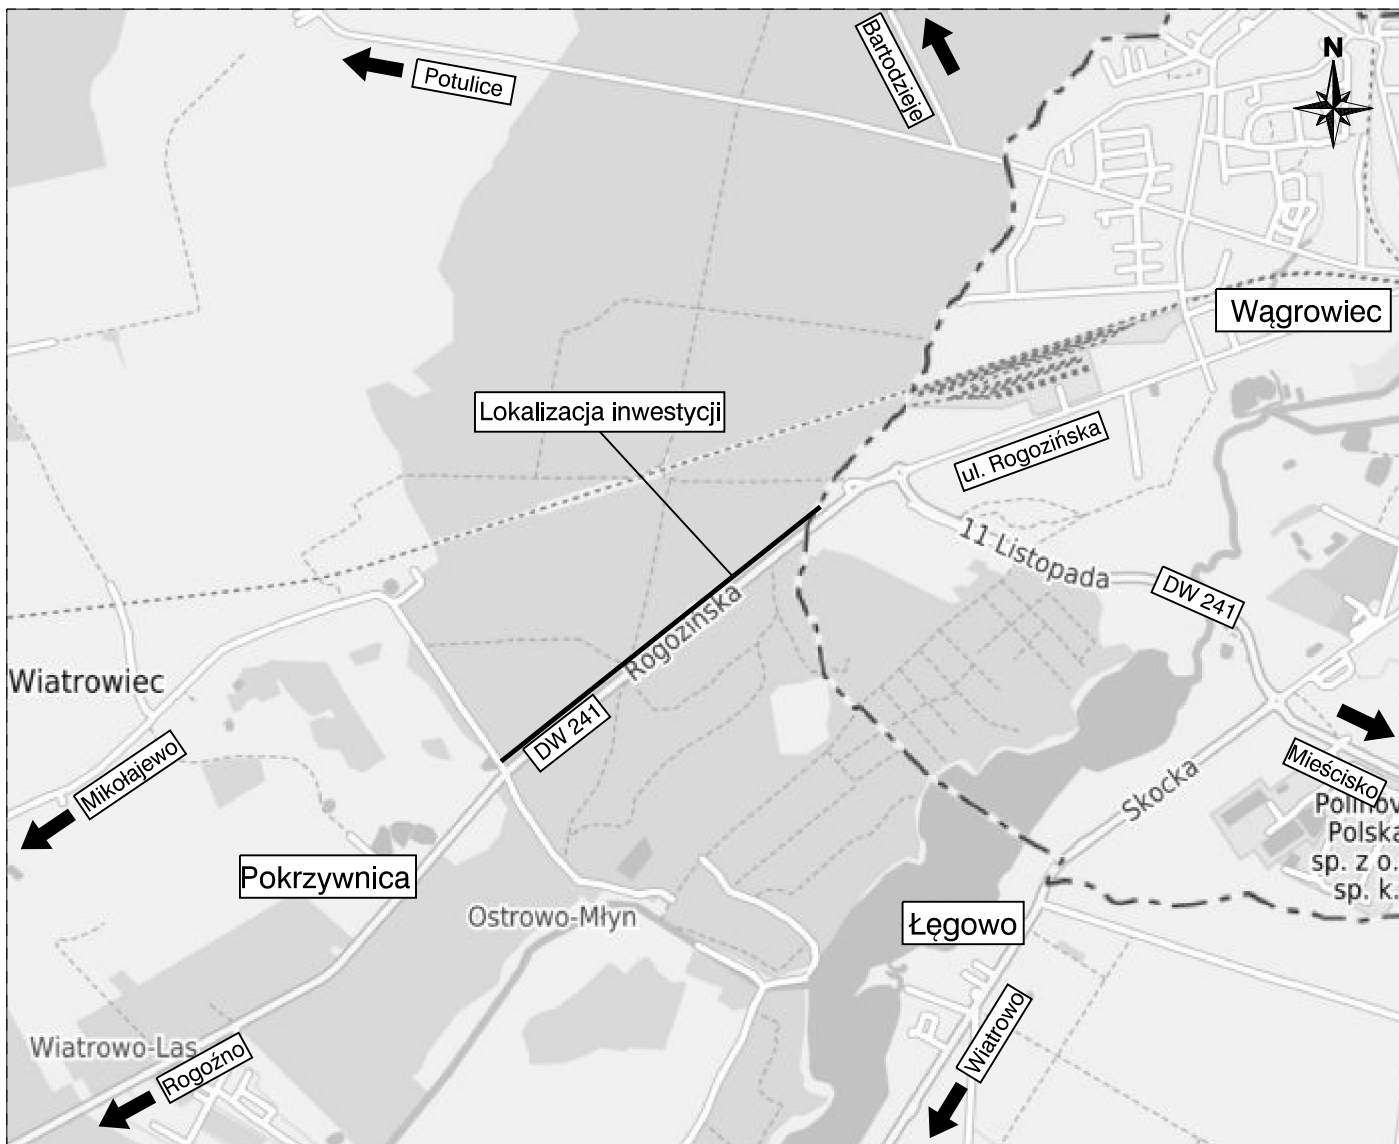 Bartodzieje
N
Potulice
Wągrowiec
Lokalizacja inwestycji
ul. Rogozińska
11 Listopada
DW 241
Rogozińska
Wiatrowiec
DW 241
Mikołajewo
Mieścisko
Skocka
Polska
sp. z o.
sp. k.
Pokrzywnica
Ostrowo-Młyn
Łęgowo
Wiatrowo
Wiatrowo-Las
Rogoźno